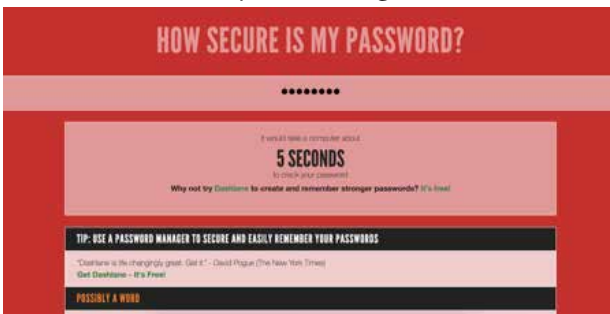 HOW SECURE IS MY PASSWORD?
••••••••
It would take a computer about
5 SECONDS
to crack your password
Why not try Dashlane to create and remember stronger passwords? It's free!
TIP: USE A PASSWORD MANAGER TO SECURE AND EASILY REMEMBER YOUR PASSWORDS
"Dashlane is life changingly great. Get it." - David Pogue (The New York Times)
Get Dashlane - It's Free!
POSSIBLY A WORD